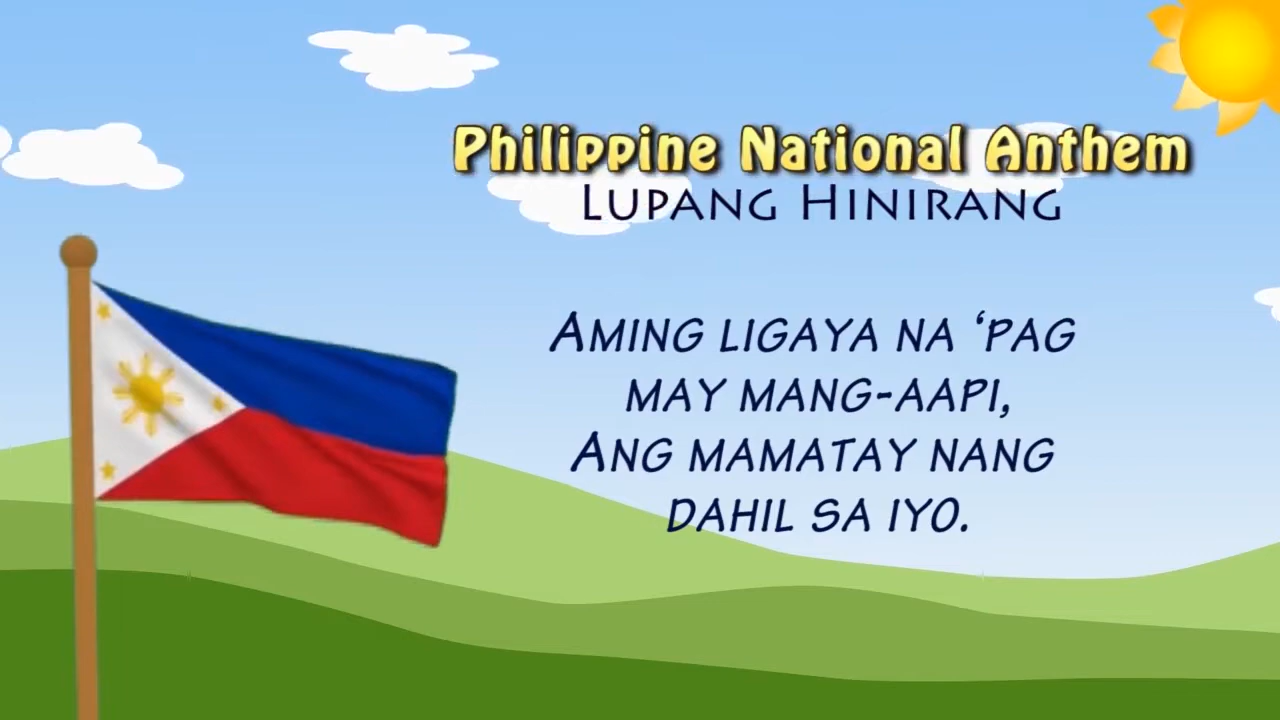 Philippine National Anthem
LUPANG HINIRANG
AMING LIGAYA NA ‘PAG
MAY MANG-AAPI,
ANG MAMATAY NANG
DAHIL SA IYO.